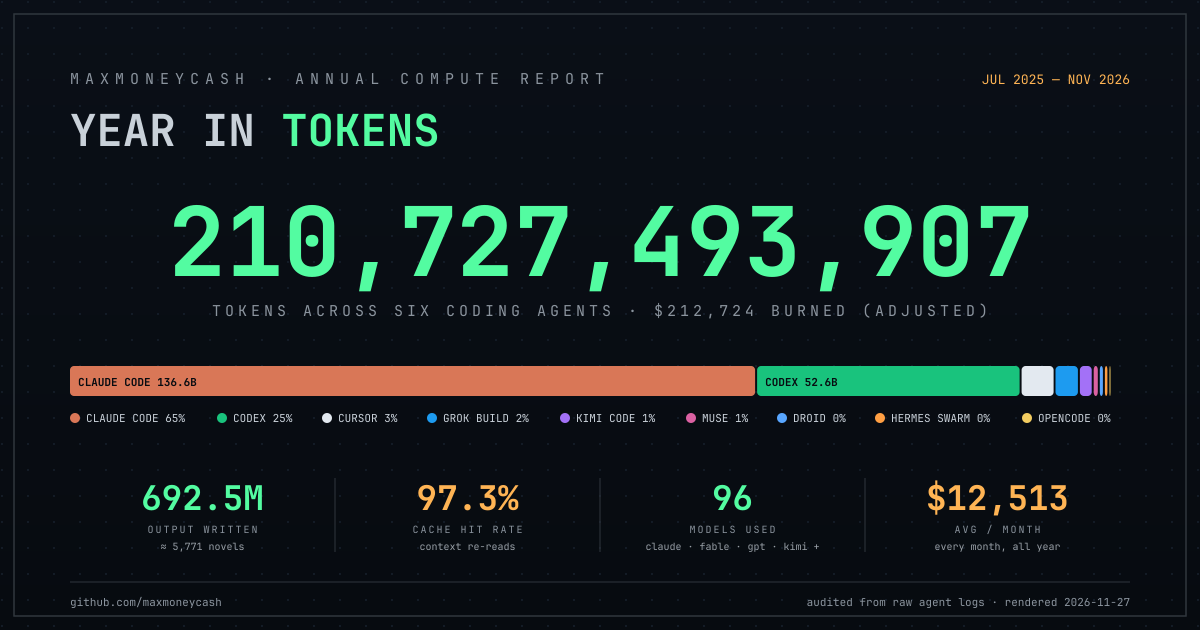 MAXMONEYCASH · ANNUAL COMPUTE REPORT
JUL 2025 — NOV 2026
YEAR IN TOKENS
210,727,493,907
TOKENS ACROSS SIX CODING AGENTS · $212,724 BURNED (ADJUSTED)
CLAUDE CODE 136.6B
CODEX 52.6B
CLAUDE CODE 65% CODEX 25% CURSOR 3% GROK BUILD 2% KIMI CODE 1% MUSE 1% DROID 0% HERMES SWARM 0% OPENCODE 0%
692.5M
OUTPUT WRITTEN
≈ 5,771 novels
97.3%
CACHE HIT RATE
context re-reads
96
MODELS USED
claude · fable · gpt · kimi +
$12,513
AVG / MONTH
every month, all year
github.com/maxmoneycash
audited from raw agent logs · rendered 2026-11-27